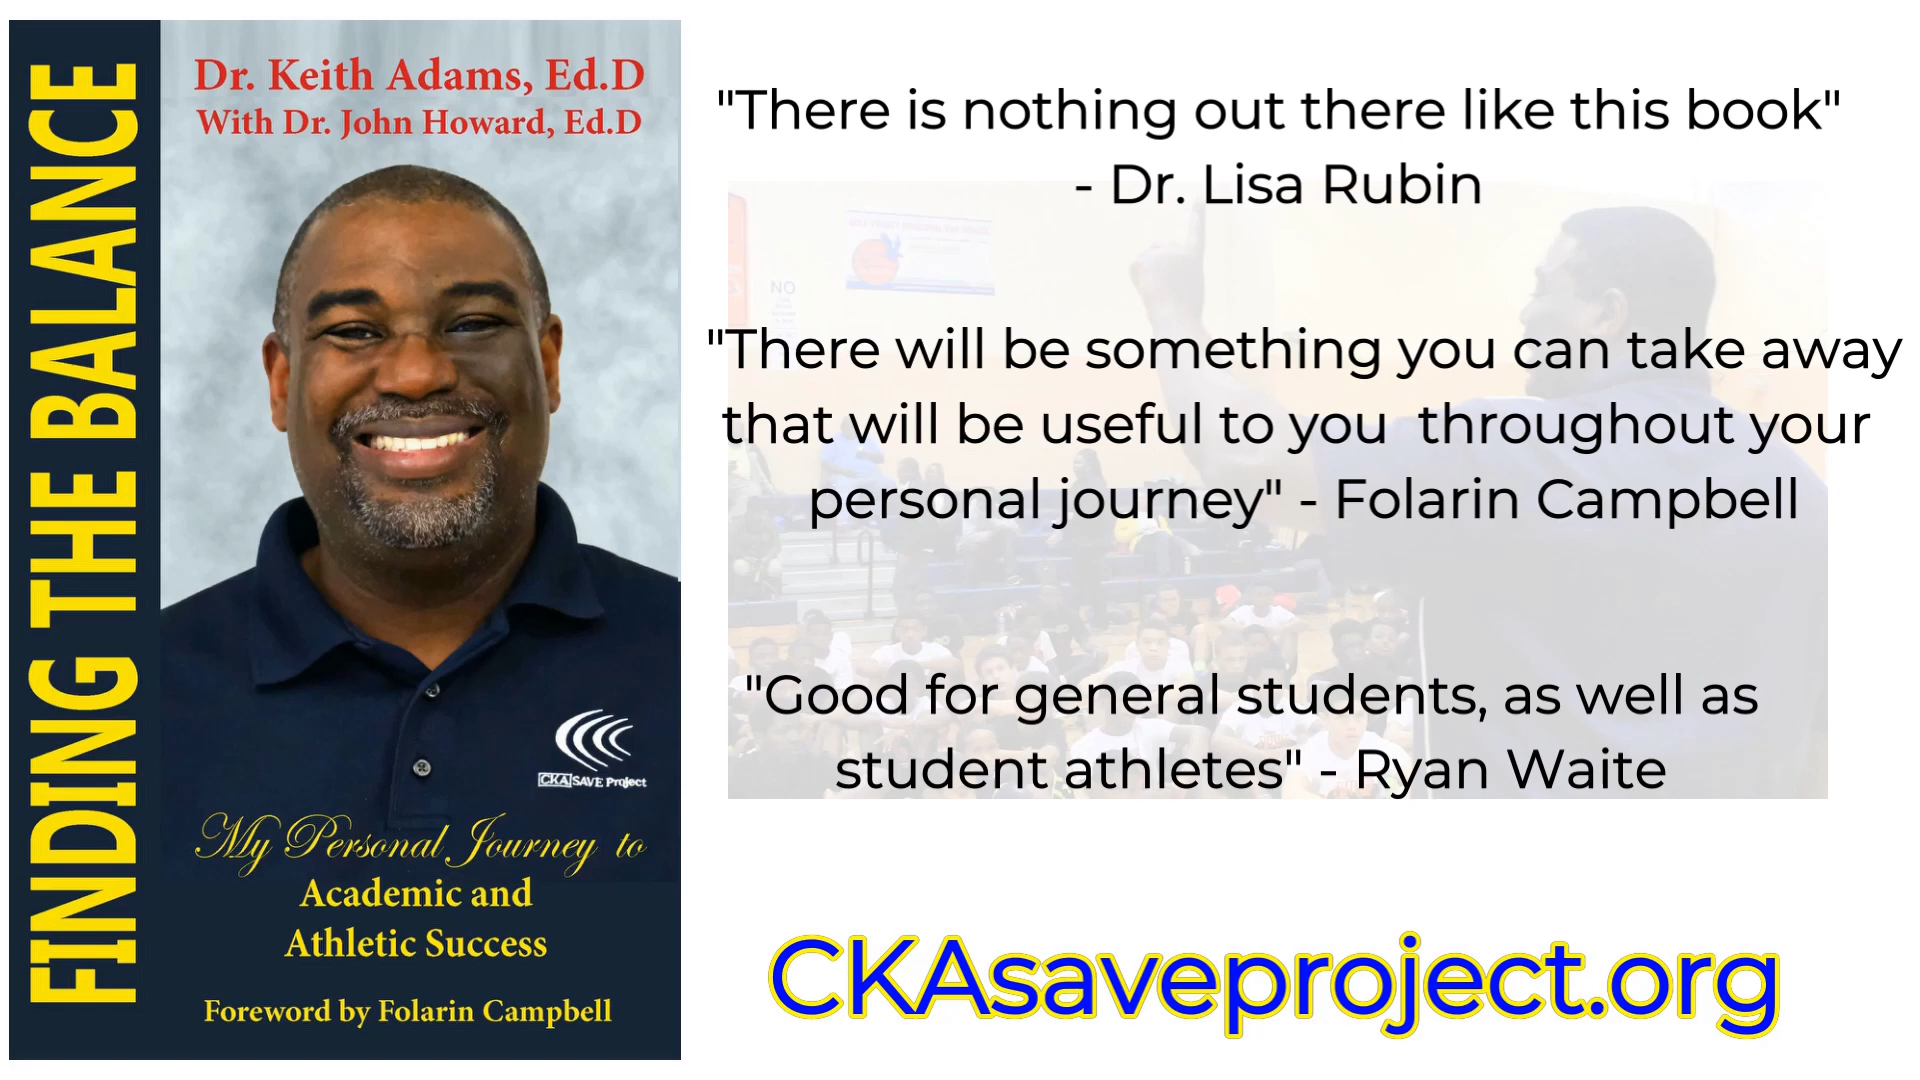 FINDING THE BALANCE
Dr. Keith Adams, Ed.D
With Dr. John Howard, Ed.D
CKA SAVE Project
My Personal Journey to
Academic and
Athletic Success
Foreword by Folarin Campbell
"There is nothing out there like this book"
- Dr. Lisa Rubin
NO
"There will be something you can take away
that will be useful to you throughout your
personal journey" - Folarin Campbell
"Good for general students, as well as
student athletes" - Ryan Waite
CKAsaveproject.org